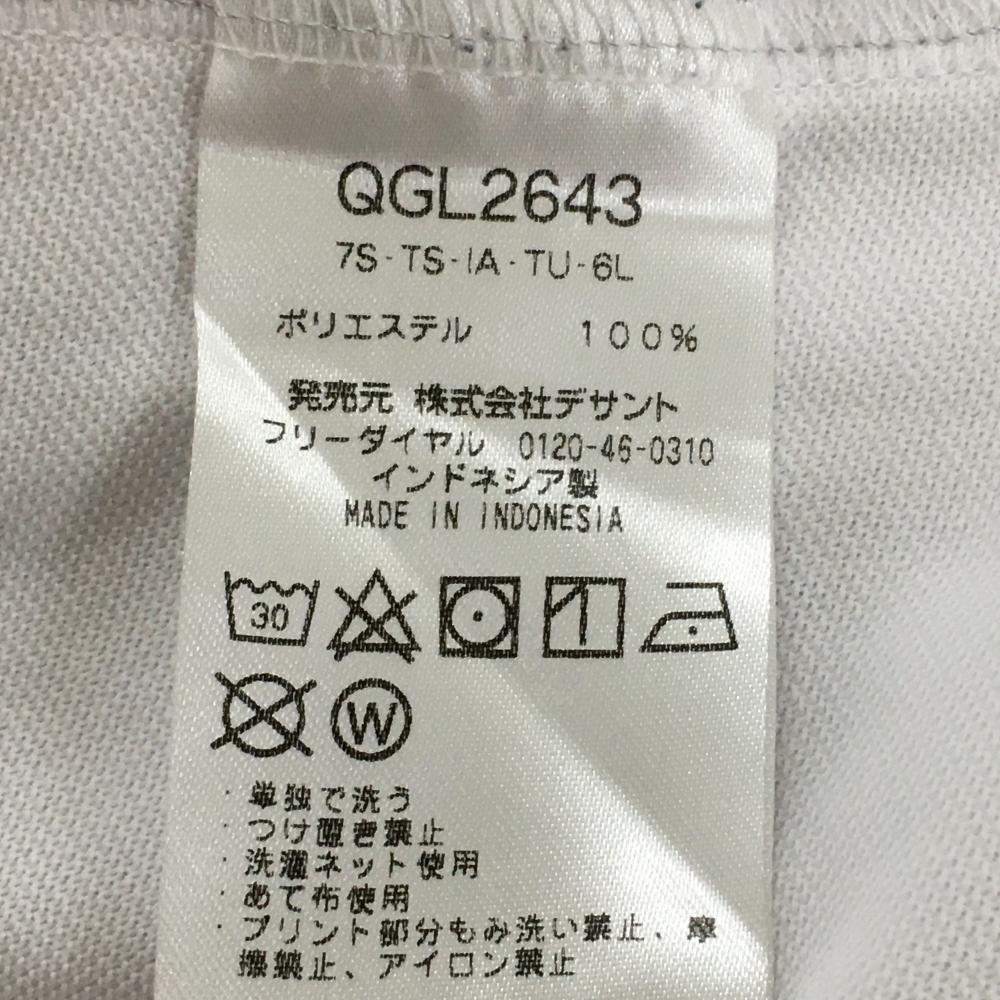 QGL2643
7S-TS-IA-TU-6L
ポリエステル 100%
発売元 株式会社デサント
フリーダイヤル 0120-46-0310
インドネシア製
MADE IN INDONESIA
30
W
・単独で洗う
・つけ置き禁止
・洗濯ネット使用
・あて布使用
・プリント部分もみ洗い禁止、摩
擦禁止、アイロン禁止